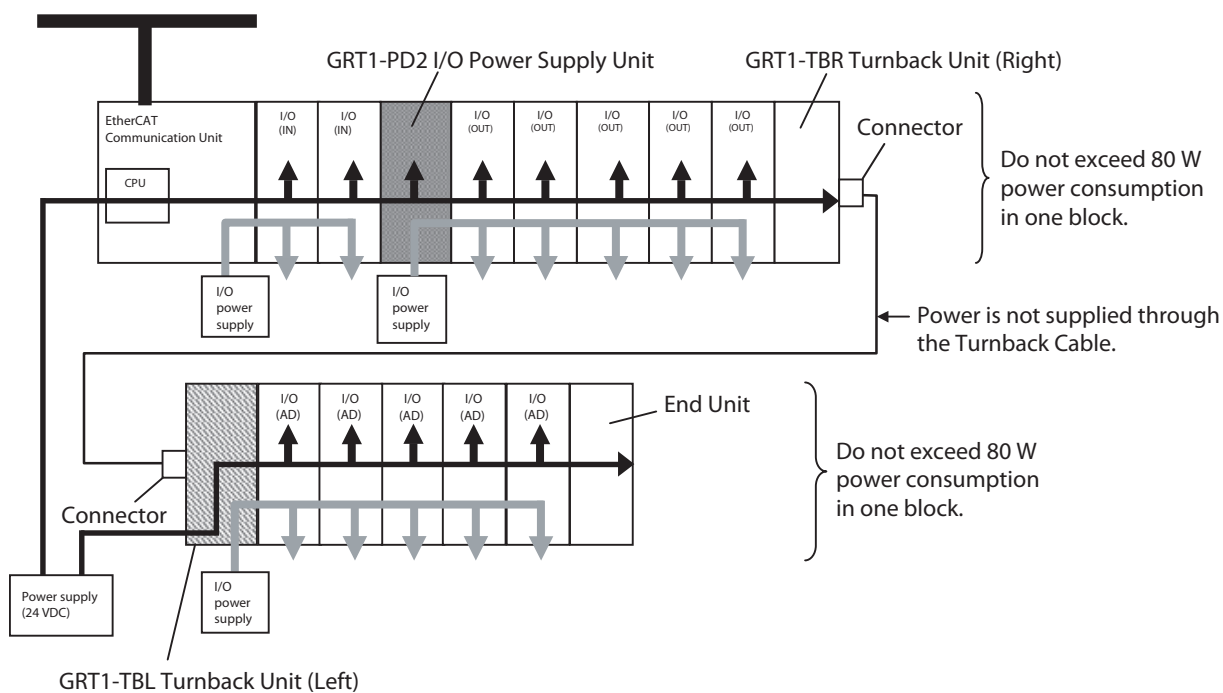 GRT1-PD2 I/O Power Supply Unit
GRT1-TBR Turnback Unit (Right)
EtherCAT
Communication Unit
CPU
I/O
(IN)
I/O
(IN)
I/O
(OUT)
I/O
(OUT)
I/O
(OUT)
I/O
(OUT)
I/O
(OUT)
Connector
Do not exceed 80 W
power consumption
in one block.
I/O
power
supply
I/O
power
supply
Power is not supplied through
the Turnback Cable.
I/O
(AD)
I/O
(AD)
I/O
(AD)
I/O
(AD)
I/O
(AD)
End Unit
Do not exceed 80 W
power consumption
in one block.
Connector
Power supply
(24 VDC)
I/O
power
supply
GRT1-TBL Turnback Unit (Left)